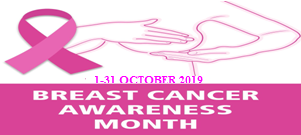 1-31 OCTOBER 2019
BREAST CANCER
AWARENESS
MONTH